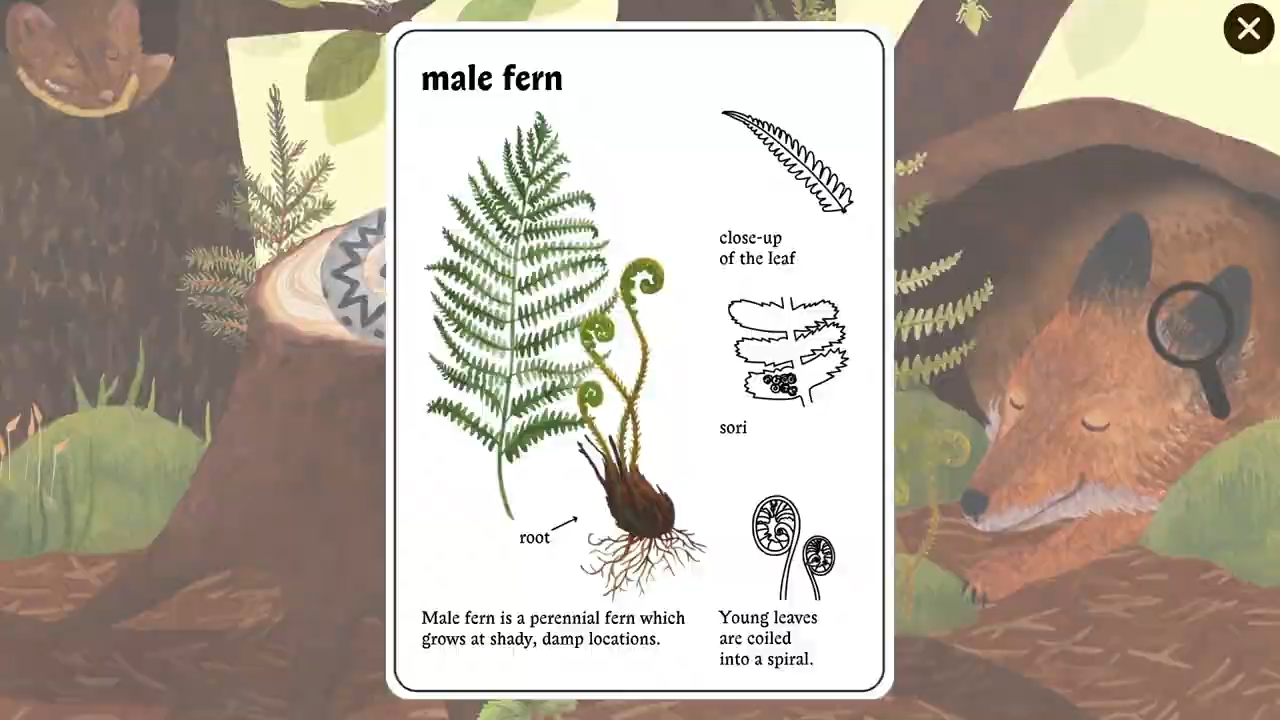 male fern
close-up
of the leaf
sori
root
Male fern is a perennial fern which
grows at shady, damp locations.
Young leaves
are coiled
into a spiral.